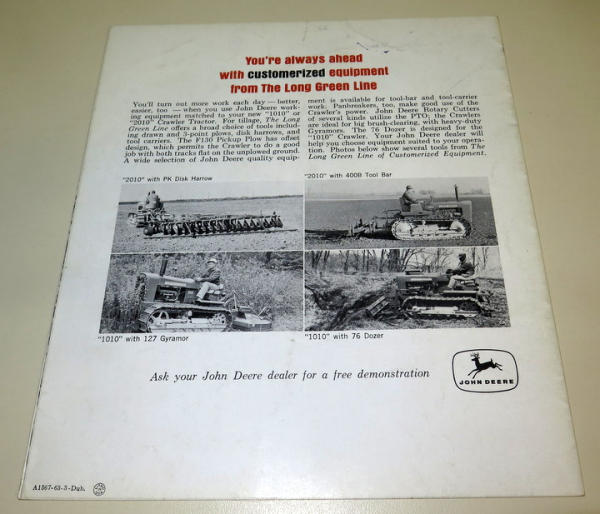 You're always ahead
with customerized equipment
from The Long Green Line
You'll turn out more work each day — better,
easier, too — when you use John Deere work-
ing equipment matched to your new "1010" or
"2010" Crawler Tractor. For tillage, The Long
Green Line offers a broad choice of tools includ-
ing drawn and 3-point plows, disk harrows, and
tool carriers. The F130 Pickup Plow has offset
design, which permits the Crawler to do a good
job with both tracks flat on the unplowed ground.
A wide selection of John Deere quality equip-
ment is available for tool-bar and tool-carrier
work. Panbreakers, too, make good use of the
Crawler's power. John Deere Rotary Cutters
of several kinds utilize the PTO; the Crawlers
are ideal for big brush-clearing, with heavy-duty
Gyramors. The 76 Dozer is designed for the
"1010" Crawler. Your John Deere dealer will
help you choose equipment suited to your opera-
tion. Photos below show several tools from The
Long Green Line of Customerized Equipment.
"2010" with PK Disk Harrow
"2010" with 400B Tool Bar
"1010" with 127 Gyramor
"1010" with 76 Dozer
Ask your John Deere dealer for a free demonstration
JOHN DEERE
A1567-63-3-Dub.